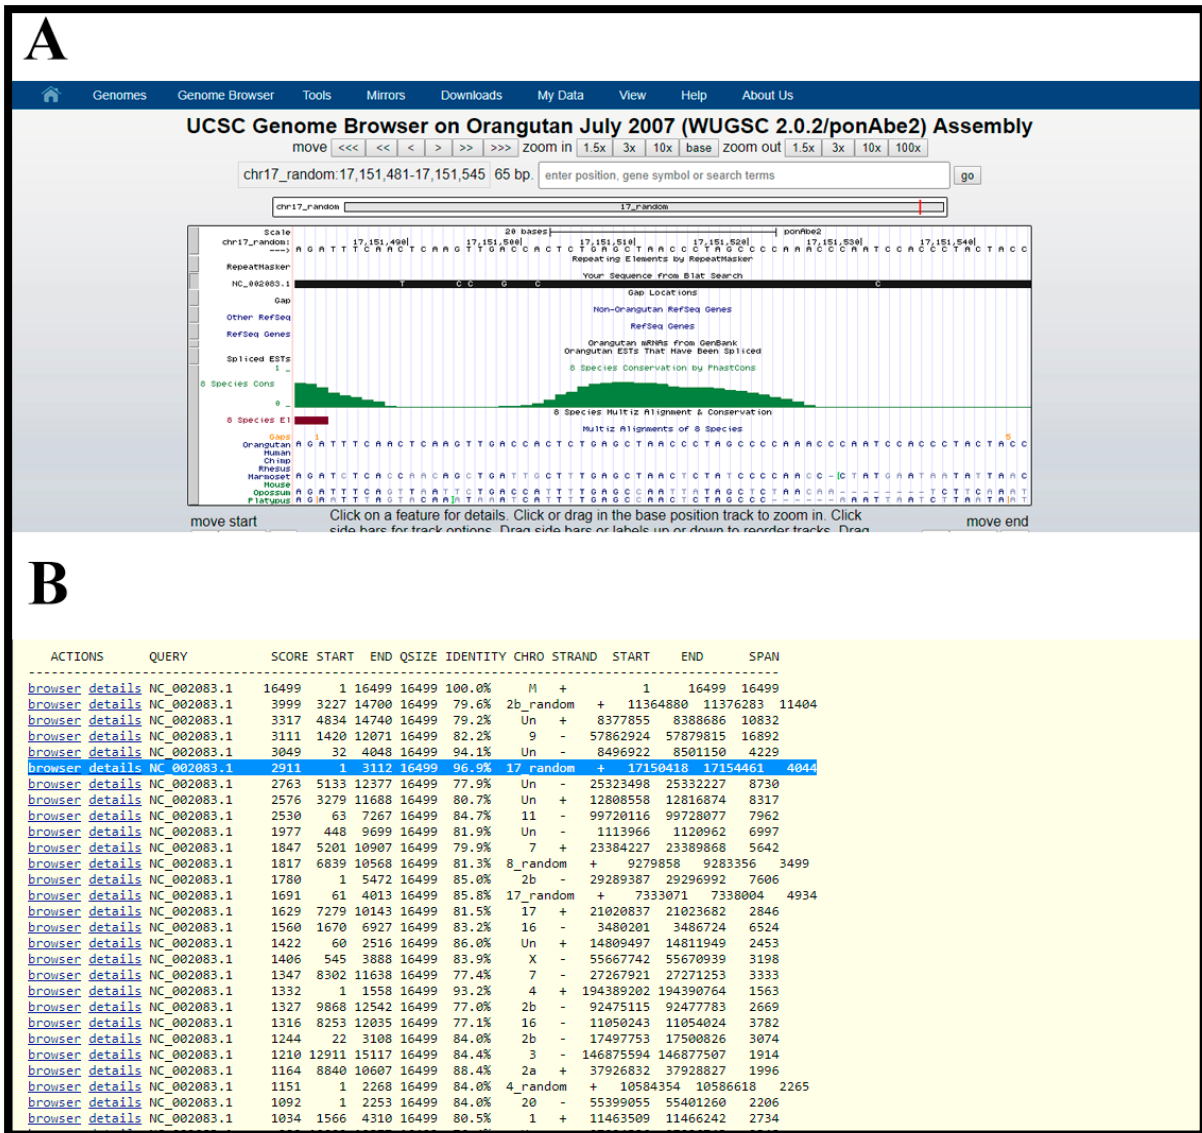 A
Genomes Genome Browser Tools Mirrors Downloads My Data View Help About Us
UCSC Genome Browser on Orangutan July 2007 (WUGSC 2.0.2/ponAbe2) Assembly
move <<< << < > >> >>> zoom in 1.5x 3x 10x base zoom out 1.5x 3x 10x 100x
chr17_random:17,151,481-17,151,545 65 bp. enter position, gene symbol or search terms go
chr17_random 17_random
Scale 20 bases ponAbe2
chr17_random: 17,151,490 17,151,500 17,151,510 17,151,520 17,151,530 17,151,540
---> A G A T T T C A A C T C A A G T T G A C C A C T C T G A G C T A A C C C T A G C C C C A A A C C C A A T C C A C C C T A C T A C C
Repeating Elements by RepeatMasker
RepeatMasker
Your Sequence from Blat Search
NC_002083.1 T C C G C C
Gap Locations
Gap
Non-Orangutan RefSeq Genes
Other RefSeq
RefSeq Genes
RefSeq Genes
Orangutan mRNAs from GenBank
Orangutan ESTs That Have Been Spliced
Spliced ESTs
1 _
8 Species Conservation by PhastCons
8 Species Cons
0 _
8 Species Multiz Alignment & Conservation
8 Species El
Multiz Alignments of 8 Species
Gaps 1 5
Orangutan A G A T T T C A A C T C A A G T T G A C C A C T C T G A G C T A A C C C T A G C C C C A A A C C C A A T C C A C C C T A C T A C C
Human
Chimp
Rhesus
Marmoset
Mouse
Opossum
Platypus
move start Click on a feature for details. Click or drag in the base position track to zoom in. Click move end
side bars for track options. Drag side bars or labels up or down to reorder tracks. Drag
B
ACTIONS QUERY SCORE START END QSIZE IDENTITY CHRO STRAND START END SPAN
browser details NC_002083.1 16499 1 16499 16499 100.0% M + 1 16499 16499
browser details NC_002083.1 3999 3227 14700 16499 79.6% 2b_random + 11364880 11376283 11404
browser details NC_002083.1 3317 4834 14740 16499 79.2% Un + 8377855 8388686 10832
browser details NC_002083.1 3111 1420 12071 16499 82.2% 9 - 57862924 57879815 16892
browser details NC_002083.1 3049 32 4048 16499 94.1% Un - 8496922 8501150 4229
browser details NC_002083.1 2911 1 3112 16499 96.9% 17_random + 17150418 17154461 4044
browser details NC_002083.1 2763 5133 12377 16499 77.9% Un - 25323498 25332227 8730
browser details NC_002083.1 2576 3279 11688 16499 80.7% Un + 12808558 12816874 8317
browser details NC_002083.1 2530 63 7267 16499 84.7% 11 - 99720116 99728077 7962
browser details NC_002083.1 1977 448 9699 16499 81.9% Un - 1113966 1120962 6997
browser details NC_002083.1 1847 5201 10907 16499 79.9% 7 + 23384227 23389868 5642
browser details NC_002083.1 1817 6839 10568 16499 81.3% 8_random + 9279858 9283356 3499
browser details NC_002083.1 1780 1 5472 16499 85.0% 2b - 29289387 29296992 7606
browser details NC_002083.1 1691 61 4013 16499 85.8% 17_random + 7333071 7338004 4934
browser details NC_002083.1 1629 7279 10143 16499 81.5% 17 + 21020837 21023682 2846
browser details NC_002083.1 1560 1670 6927 16499 83.2% 16 - 3480201 3486724 6524
browser details NC_002083.1 1422 60 2516 16499 86.0% Un + 14809497 14811949 2453
browser details NC_002083.1 1406 545 3888 16499 83.9% X - 55667742 55670939 3198
browser details NC_002083.1 1347 8302 11638 16499 77.4% 7 - 27267921 27271253 3333
browser details NC_002083.1 1332 1 1558 16499 93.2% 4 + 194389202 194390764 1563
browser details NC_002083.1 1327 9868 12542 16499 77.0% 2b - 92475115 92477783 2669
browser details NC_002083.1 1316 8253 12035 16499 77.1% 16 - 11050243 11054024 3782
browser details NC_002083.1 1244 22 3108 16499 84.0% 2b - 17497753 17500826 3074
browser details NC_002083.1 1210 12911 15117 16499 84.4% 3 - 146875594 146877507 1914
browser details NC_002083.1 1164 8840 10607 16499 88.4% 2a + 37926832 37928827 1996
browser details NC_002083.1 1151 1 2268 16499 84.0% 4_random + 10584354 10586618 2265
browser details NC_002083.1 1092 1 2253 16499 84.0% 20 - 55399055 55401260 2206
browser details NC_002083.1 1034 1566 4310 16499 80.5% 1 + 11463509 11466242 2734